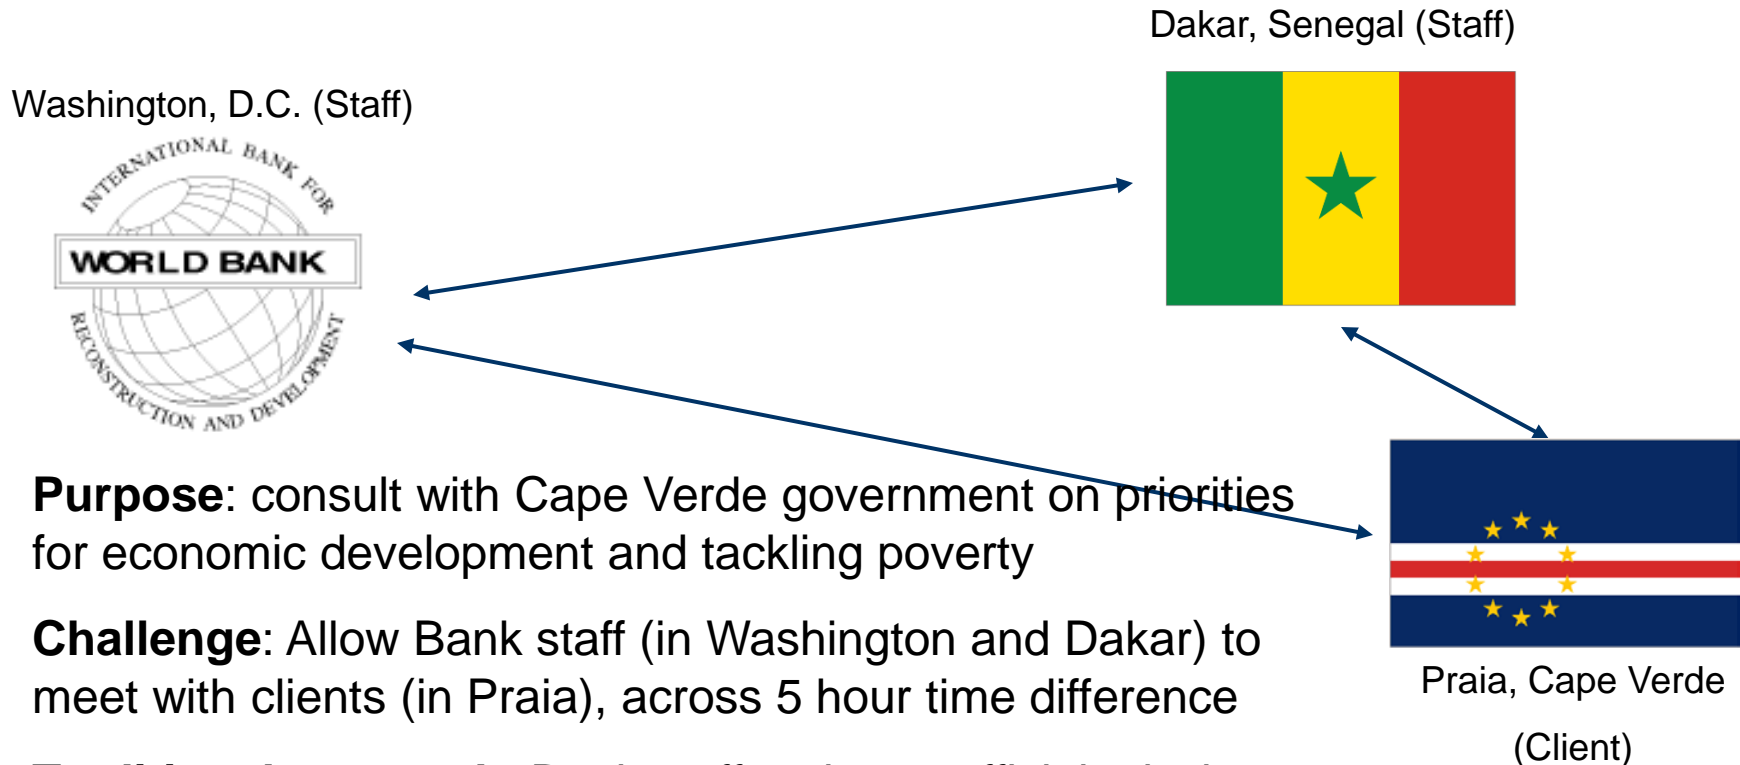 Dakar, Senegal (Staff)
Washington, D.C. (Staff)
INTERNATIONAL BANK FOR
WORLD BANK
RECONSTRUCTION AND DEVELOPMENT
Purpose: consult with Cape Verde government on priorities
for economic development and tackling poverty
Challenge: Allow Bank staff (in Washington and Dakar) to
meet with clients (in Praia), across 5 hour time difference
Praia, Cape Verde
(Client)